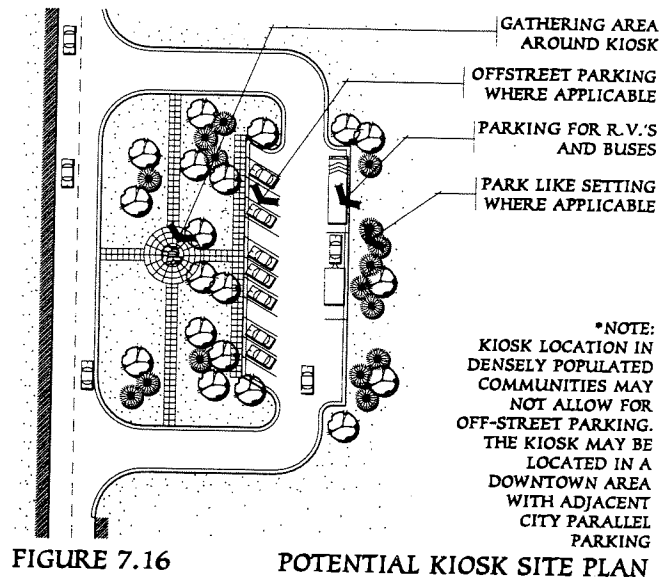 GATHERING AREA
AROUND KIOSK
OFFSTREET PARKING
WHERE APPLICABLE
PARKING FOR R.V.'S
AND BUSES
PARK LIKE SETTING
WHERE APPLICABLE
*NOTE:
KIOSK LOCATION IN
DENSELY POPULATED
COMMUNITIES MAY
NOT ALLOW FOR
OFF-STREET PARKING.
THE KIOSK MAY BE
LOCATED IN A
DOWNTOWN AREA
WITH ADJACENT
CITY PARALLEL
PARKING
FIGURE 7.16
POTENTIAL KIOSK SITE PLAN